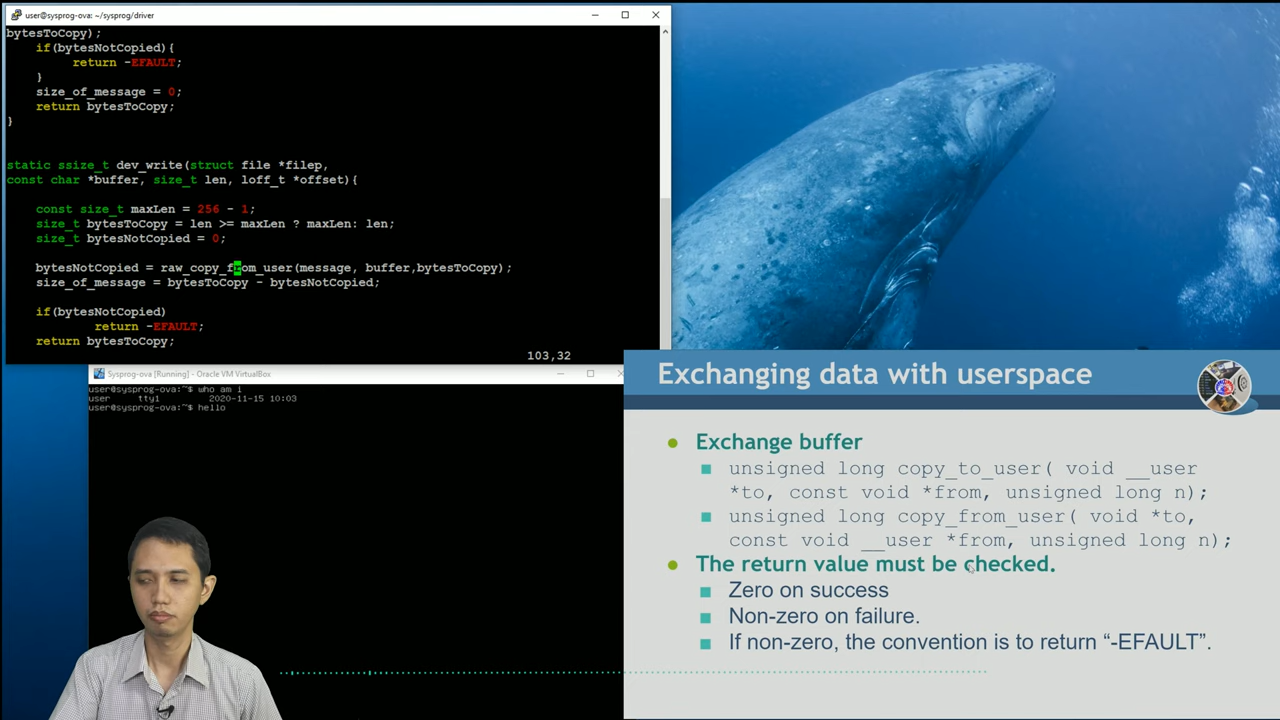 user@sysprog-ova: ~/sysprog/driver
bytesToCopy);
if(bytesNotCopied){
return -EFAULT;
}
size_of_message = 0;
return bytesToCopy;
}
static ssize_t dev_write(struct file *filep,
const char *buffer, size_t len, loff_t *offset){
const size_t maxLen = 256 - 1;
size_t bytesToCopy = len >= maxLen ? maxLen: len;
size_t bytesNotCopied = 0;
bytesNotCopied = raw_copy_from_user(message, buffer,bytesToCopy);
size_of_message = bytesToCopy - bytesNotCopied;
if(bytesNotCopied)
return -EFAULT;
return bytesToCopy;
103,32
Sysprog-ova [Running] - Oracle VM VirtualBox
user@sysprog-ova:~$ who am i
user tty1 2020-11-15 10:03
user@sysprog-ova:~$ hello
Exchanging data with userspace
Exchange buffer
unsigned long copy_to_user( void __user
*to, const void *from, unsigned long n);
unsigned long copy_from_user( void *to,
const void __user *from, unsigned long n);
The return value must be checked.
Zero on success
Non-zero on failure.
If non-zero, the convention is to return “-EFAULT”.